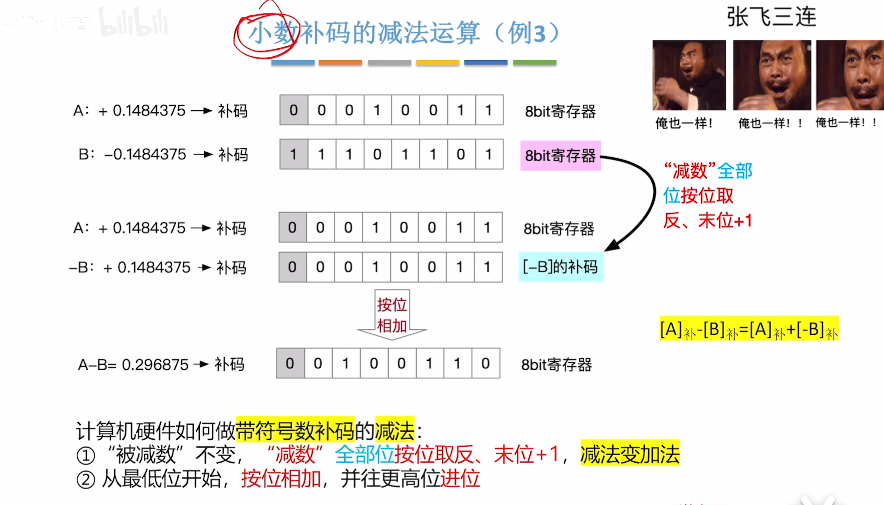 bilibili
小数补码的减法运算（例3）
张飞三连
俺也一样！ 俺也一样！！ 俺也一样！！！
A：+ 0.1484375 → 补码 0 0 0 1 0 0 1 1 8bit寄存器
B：-0.1484375 → 补码 1 1 1 0 1 1 0 1 8bit寄存器
“减数”全部
位按位取
反、末位+1
A：+ 0.1484375 → 补码 0 0 0 1 0 0 1 1 8bit寄存器
-B：+ 0.1484375 → 补码 0 0 0 1 0 0 1 1 [-B]的补码
按位
相加
[A]补-[B]补=[A]补+[-B]补
A-B= 0.296875 → 补码 0 0 1 0 0 1 1 0 8bit寄存器
计算机硬件如何做带符号数补码的减法：
① “被减数”不变，“减数”全部位按位取反、末位+1，减法变加法
② 从最低位开始，按位相加，并往更高位进位